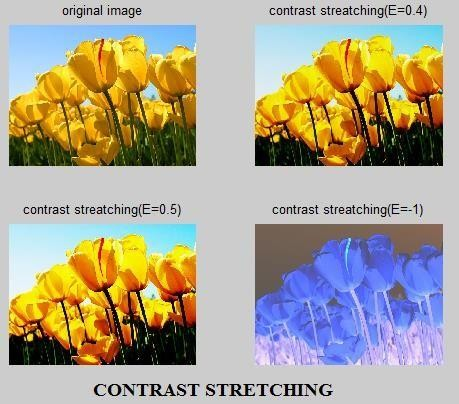 original image
contrast streatching(E=0.4)
contrast streatching(E=0.5)
contrast streatching(E=-1)
CONTRAST STRETCHING